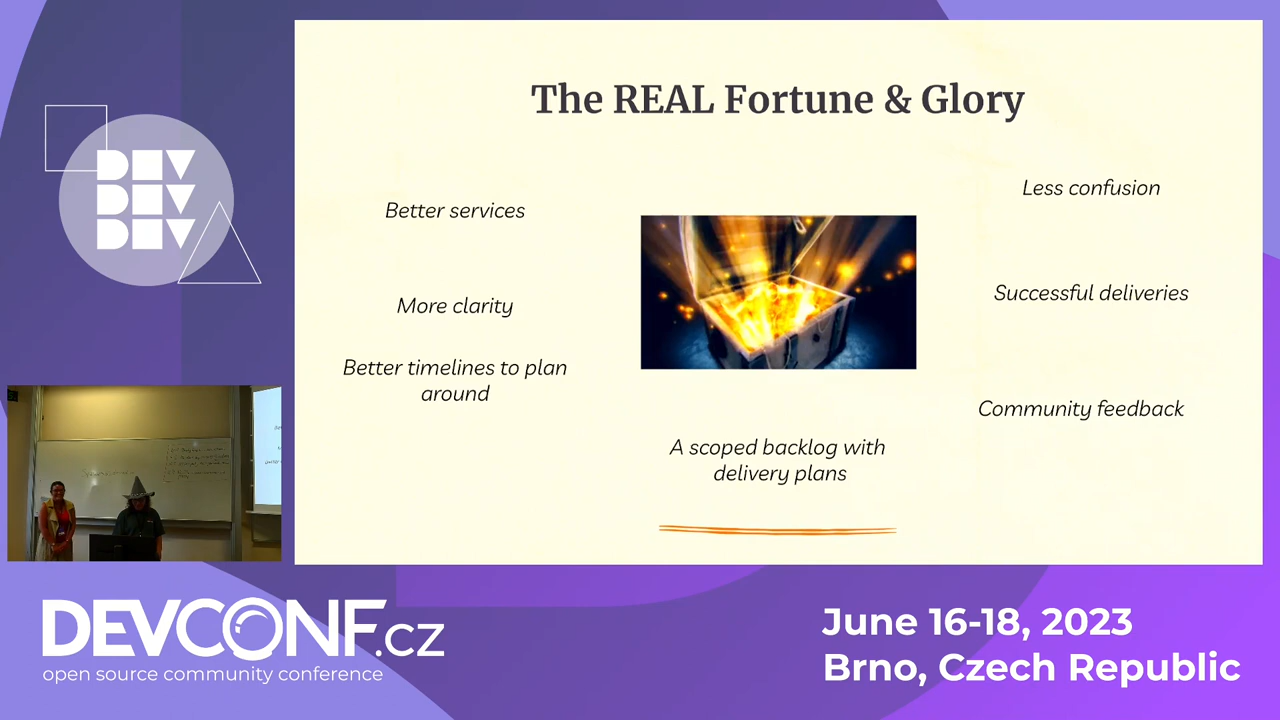 DEV
DEV
DEV
The REAL Fortune & Glory
Better services
More clarity
Better timelines to plan
around
A scoped backlog with
delivery plans
Less confusion
Successful deliveries
Community feedback
DEVCONF.cz
open source community conference
June 16-18, 2023
Brno, Czech Republic